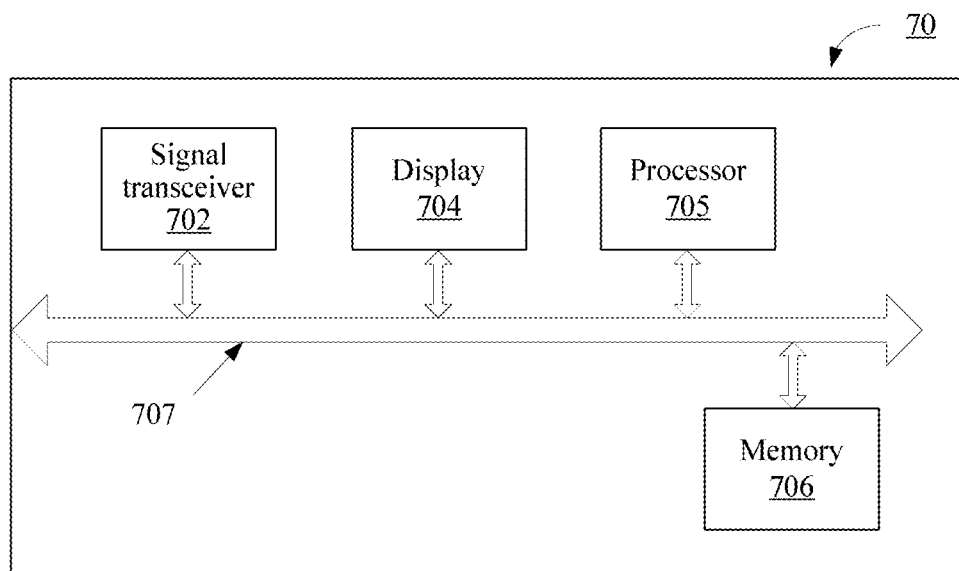 70
Signal
transceiver
702
Display
704
Processor
705
707
Memory
706